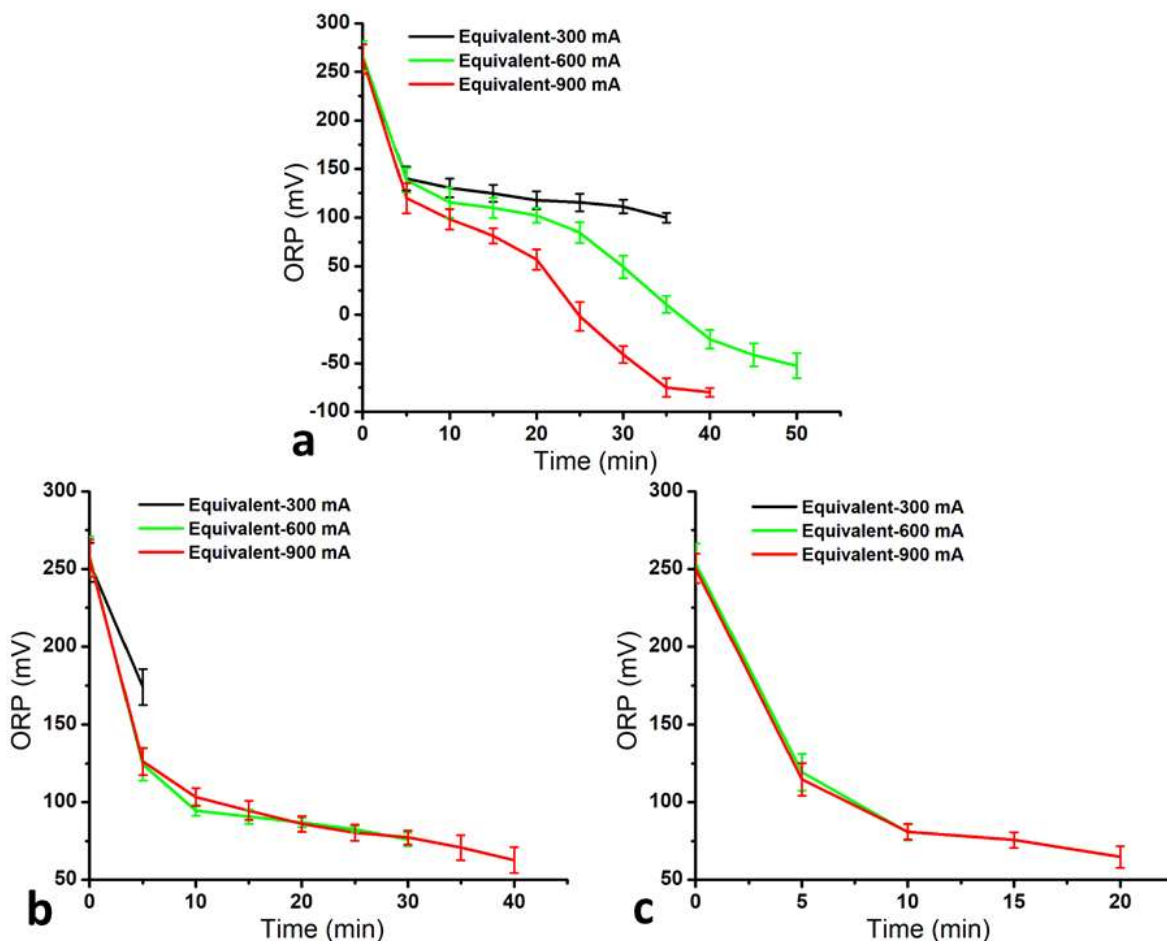 300
250
200
150
100
50
0
-50
-100
ORP (mV)
Equivalent-300 mA
Equivalent-600 mA
Equivalent-900 mA
0 10 20 30 40 50
Time (min)
a
300
250
200
150
100
50
ORP (mV)
Equivalent-300 mA
Equivalent-600 mA
Equivalent-900 mA
0 10 20 30 40
Time (min)
b
300
250
200
150
100
50
ORP (mV)
Equivalent-300 mA
Equivalent-600 mA
Equivalent-900 mA
0 5 10 15 20
Time (min)
c